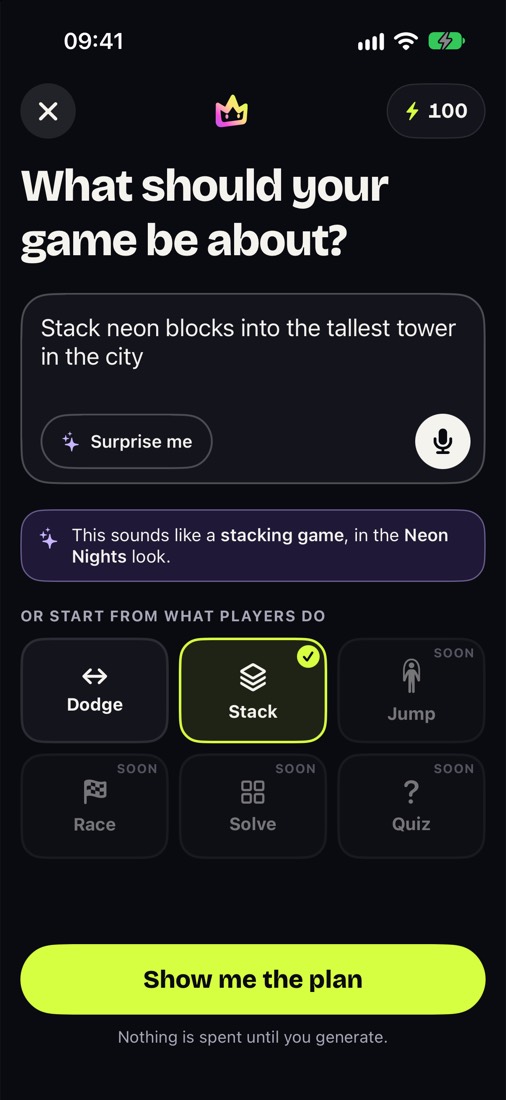 09:41
100
What should your
game be about?
Stack neon blocks into the tallest tower
in the city
Surprise me
This sounds like a stacking game, in the Neon
Nights look.
OR START FROM WHAT PLAYERS DO
Dodge
Stack
SOON
Jump
SOON
Race
SOON
Solve
SOON
Quiz
Show me the plan
Nothing is spent until you generate.